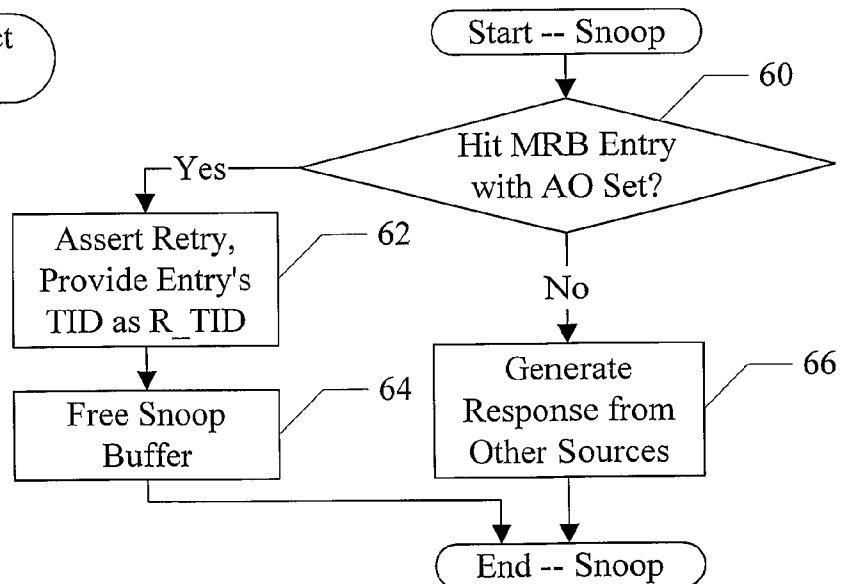 Start -- Snoop
60
Hit MRB Entry
with AO Set?
Yes
Assert Retry,
Provide Entry's
TID as R_TID
62
No
Free Snoop
Buffer
64
Generate
Response from
Other Sources
66
End -- Snoop